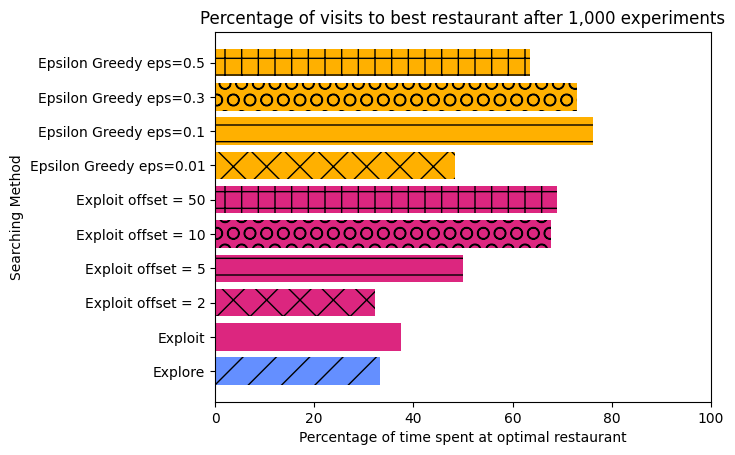 Percentage of visits to best restaurant after 1,000 experiments
Searching Method
Epsilon Greedy eps=0.5
Epsilon Greedy eps=0.3
Epsilon Greedy eps=0.1
Epsilon Greedy eps=0.01
Exploit offset = 50
Exploit offset = 10
Exploit offset = 5
Exploit offset = 2
Exploit
Explore
0 20 40 60 80 100
Percentage of time spent at optimal restaurant